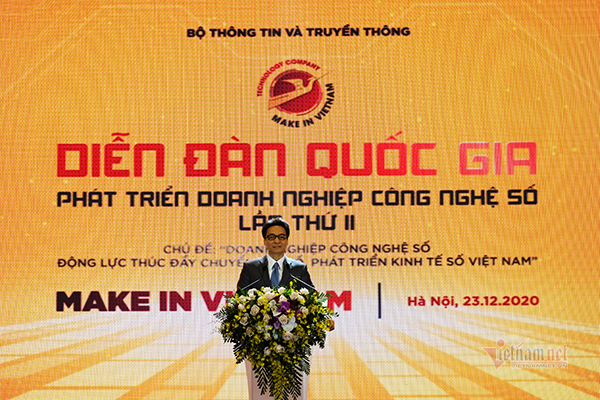 BỘ THÔNG TIN VÀ TRUYỀN THÔNG
TECHNOLOGY COMPANY
MAKE IN VIETNAM
DIỄN ĐÀN QUỐC GIA
PHÁT TRIỂN DOANH NGHIỆP CÔNG NGHỆ SỐ
LẦN THỨ II
CHỦ ĐỀ: "DOANH NGHIỆP CÔNG NGHỆ SỐ
ĐỘNG LỰC THÚC ĐẨY CHUYỂ PHÁT TRIỂN KINH TẾ SỐ VIỆT NAM"
MAKE IN VIETNAM
Hà Nội, 23.12.2020
Vietnamnet